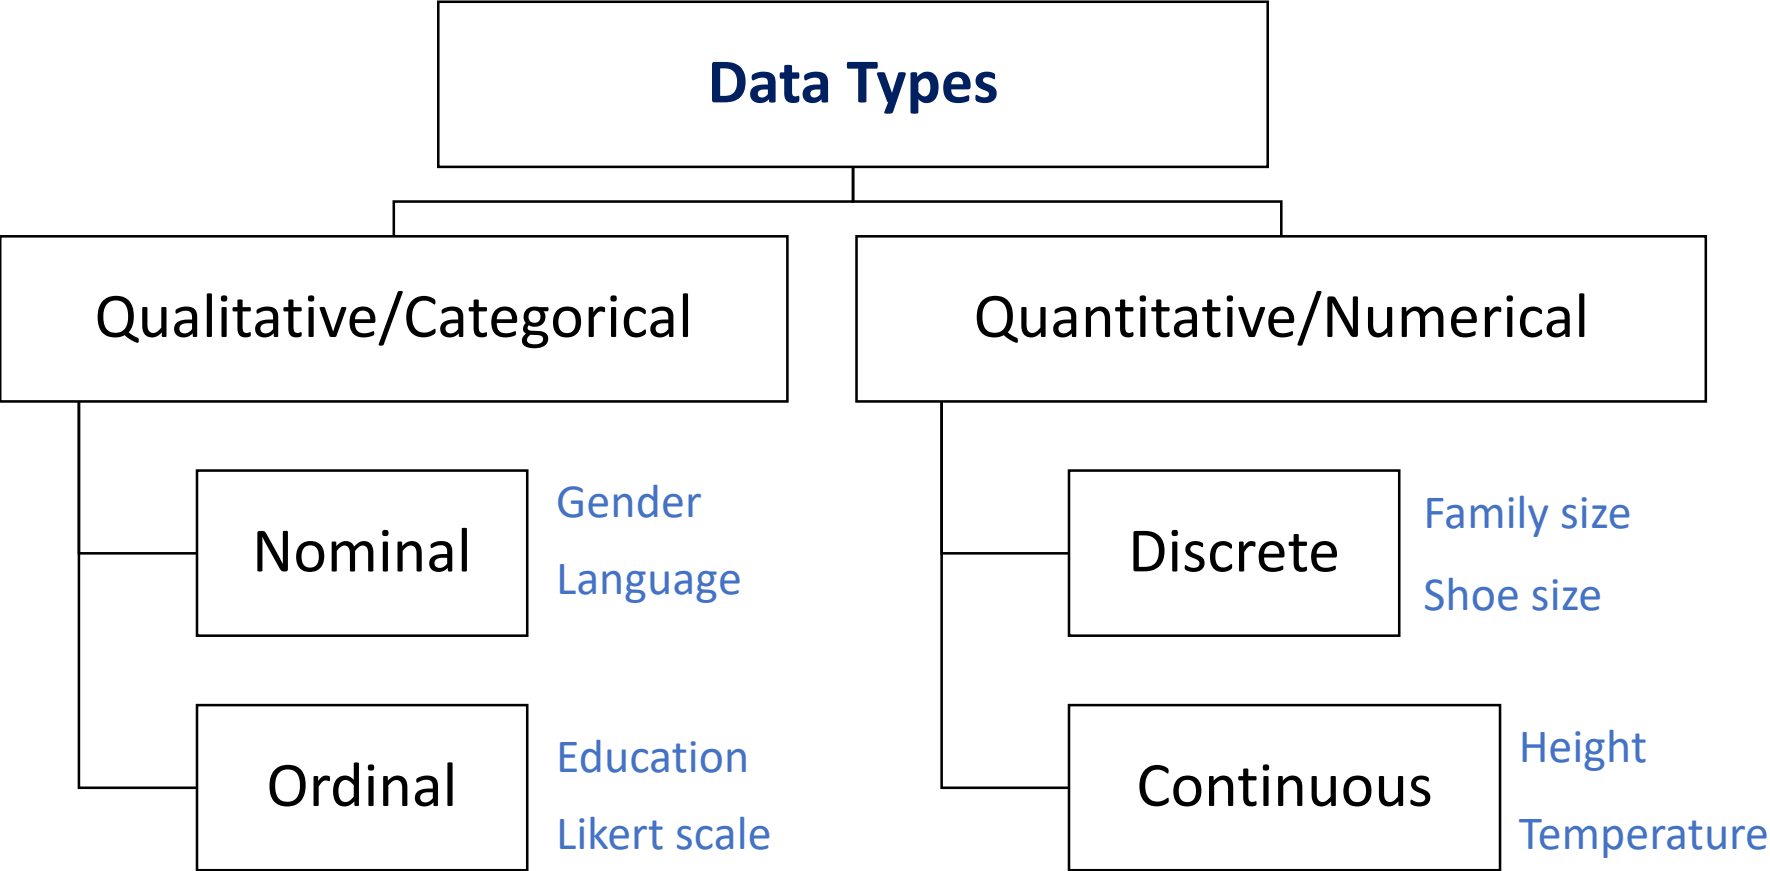 Data Types
Qualitative/Categorical
Quantitative/Numerical
Nominal
Gender
Language
Ordinal
Education
Likert scale
Discrete
Family size
Shoe size
Continuous
Height
Temperature